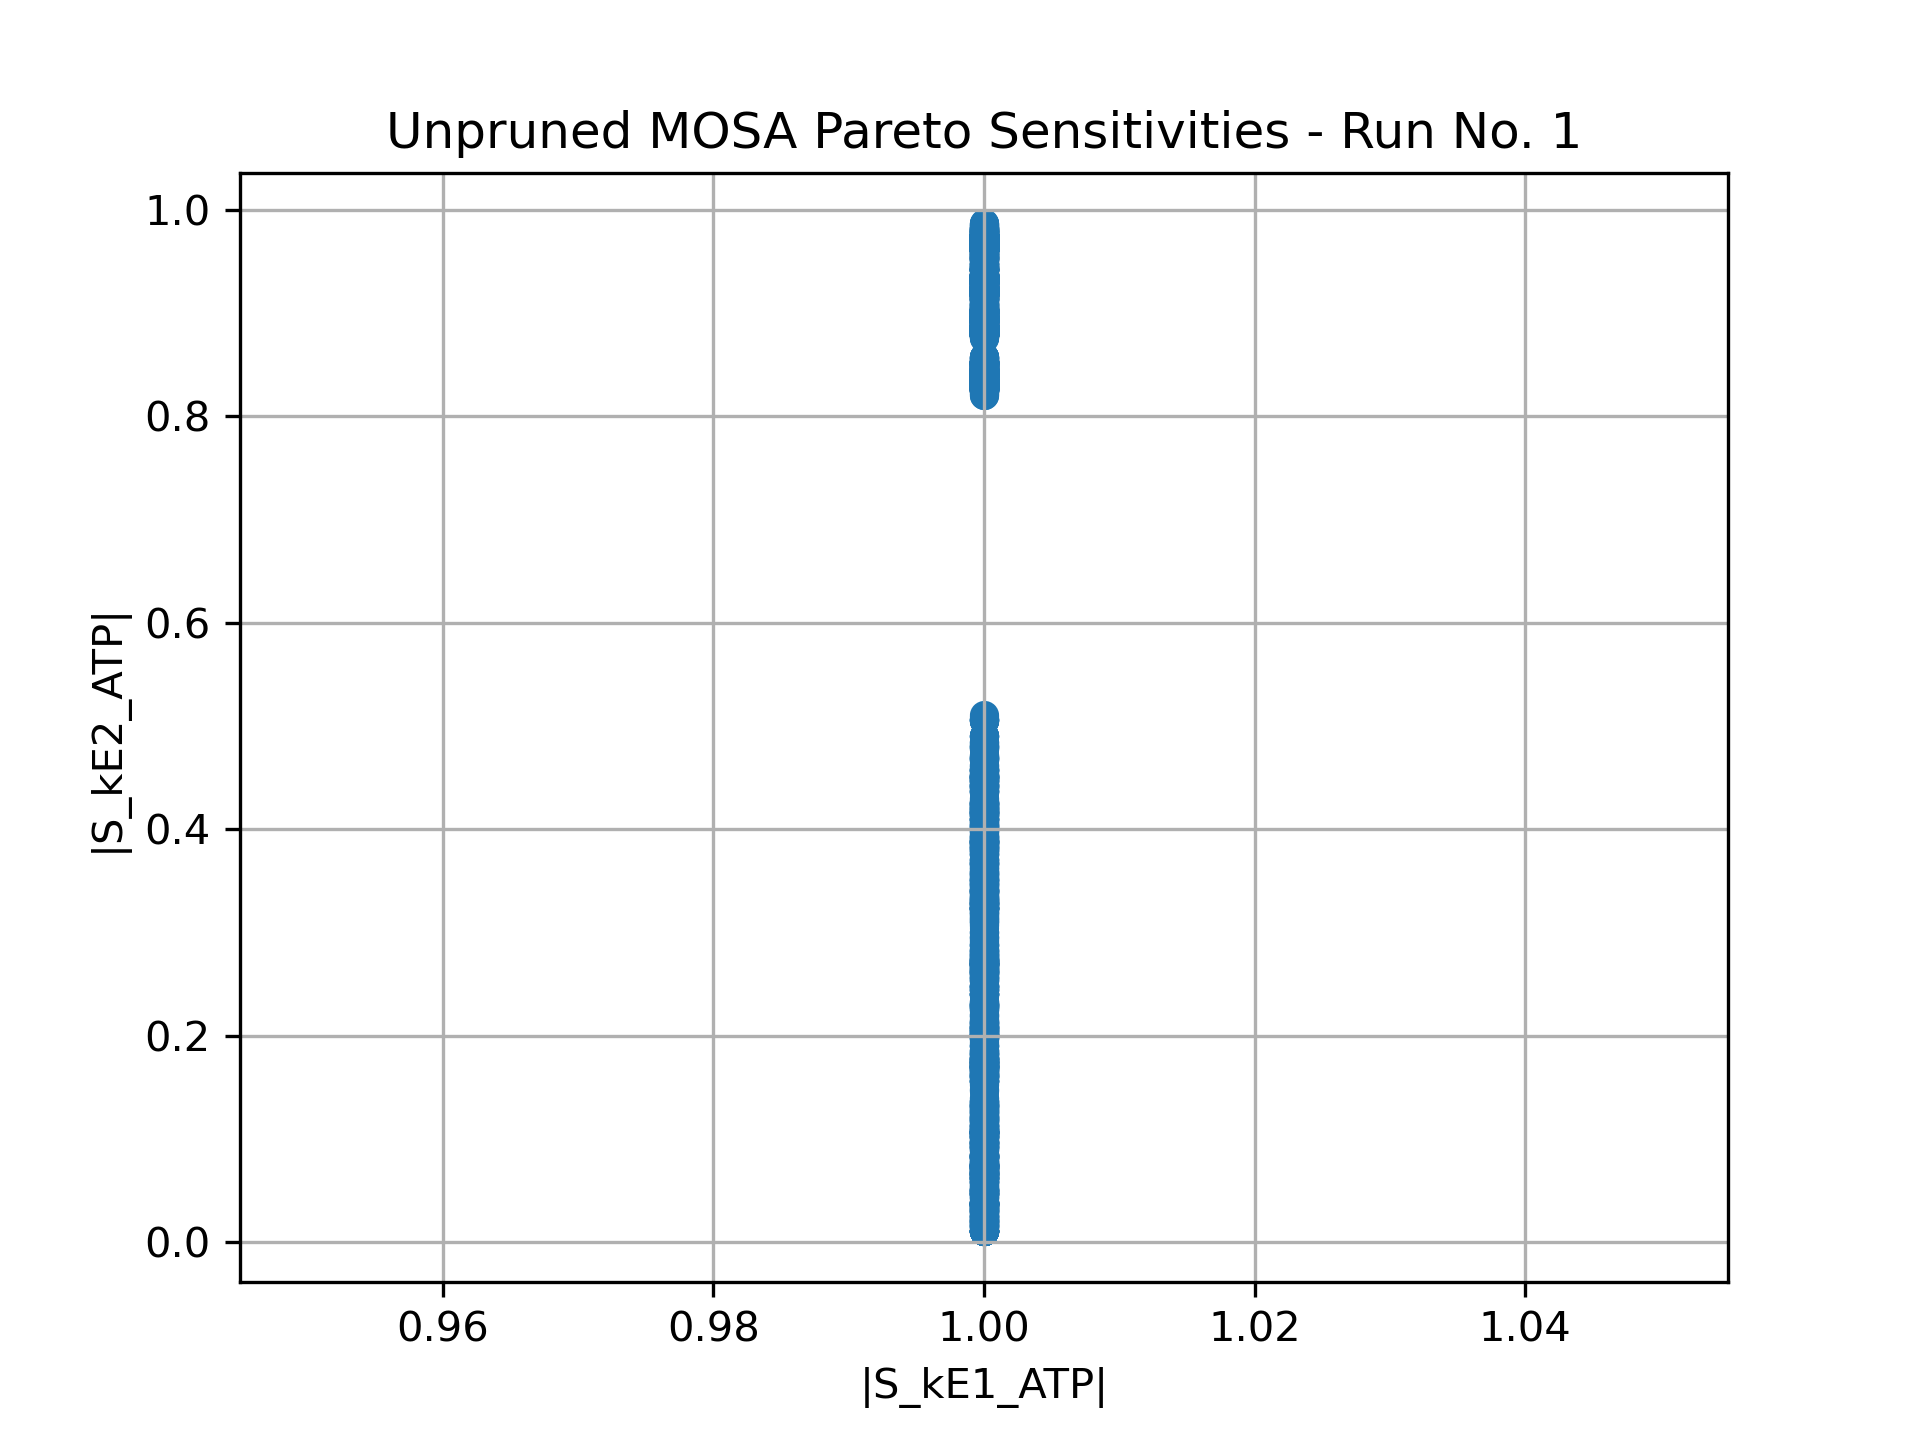 Unpruned MOSA Pareto Sensitivities - Run No. 1
|S_kE2_ATP|
1.0
0.8
0.6
0.4
0.2
0.0
0.96 0.98 1.00 1.02 1.04
|S_kE1_ATP|